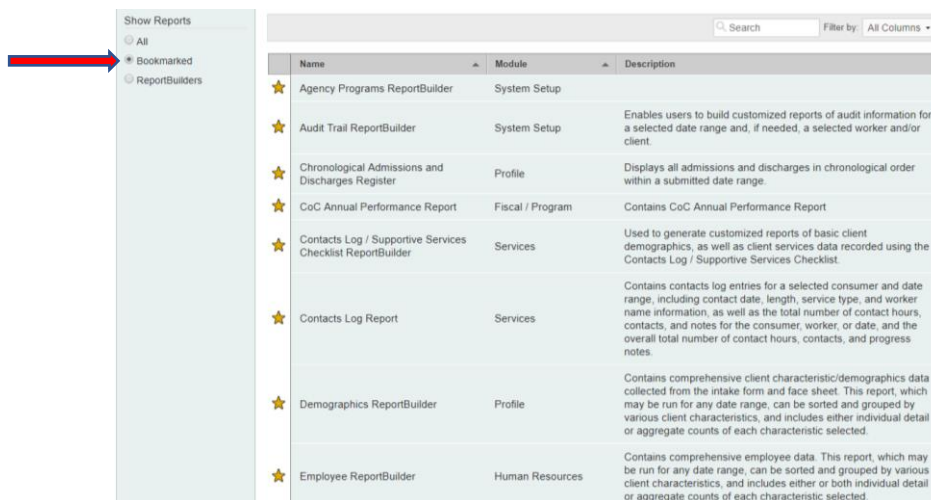 Show Reports
All
Bookmarked
ReportBuilders
Search
Filter by: All Columns
Name
Module
Description
Agency Programs ReportBuilder
System Setup
Audit Trail ReportBuilder
System Setup
Enables users to build customized reports of audit information for
a selected date range and, if needed, a selected worker and/or
client.
Chronological Admissions and
Discharges Register
Profile
Displays all admissions and discharges in chronological order
within a submitted date range.
CoC Annual Performance Report
Fiscal / Program
Contains CoC Annual Performance Report
Contacts Log / Supportive Services
Checklist ReportBuilder
Services
Used to generate customized reports of basic client
demographics, as well as client services data recorded using the
Contacts Log / Supportive Services Checklist.
Contacts Log Report
Services
Contains contacts log entries for a selected consumer and date
range, including contact date, length, service type, and worker
name information, as well as the total number of contact hours,
contacts, and notes for the consumer, worker, or date, and the
overall total number of contact hours, contacts, and progress
notes.
Demographics ReportBuilder
Profile
Contains comprehensive client characteristic/demographics data
collected from the intake form and face sheet. This report, which
may be run for any date range, can be sorted and grouped by
various client characteristics, and includes either individual detail
or aggregate counts of each characteristic selected.
Employee ReportBuilder
Human Resources
Contains comprehensive employee data. This report, which may
be run for any date range, can be sorted and grouped by various
client characteristics, and includes either or both individual detail
or aggregate counts of each characteristic selected.